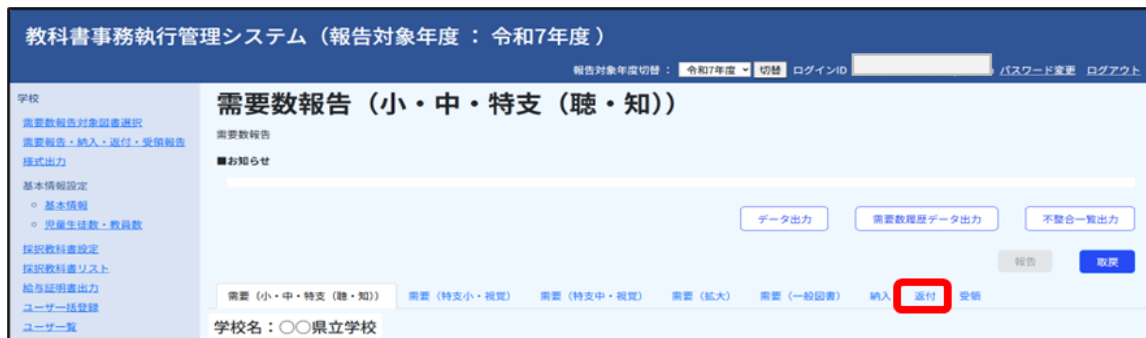 教科書事務執行管理システム（報告対象年度 ： 令和7年度 ）
報告対象年度切替 ： 令和7年度 切替 ログインID パスワード変更 ログアウト
学校
需要数報告対象図書選択
需要報告・納入・返付・受領報告
様式出力
基本情報設定
基本情報
児童生徒数・教員数
採択教科書設定
採択教科書リスト
給与証明書出力
ユーザー一括登録
ユーザー一覧
需要数報告（小・中・特支（聴・知））
需要数報告
■お知らせ
データ出力 需要数履歴データ出力 不整合一覧出力
報告 取戻
需要（小・中・特支（聴・知）） 需要（特支小・視覚） 需要（特支中・視覚） 需要（拡大） 需要（一般図書） 納入 返付 受領
学校名：○○県立学校